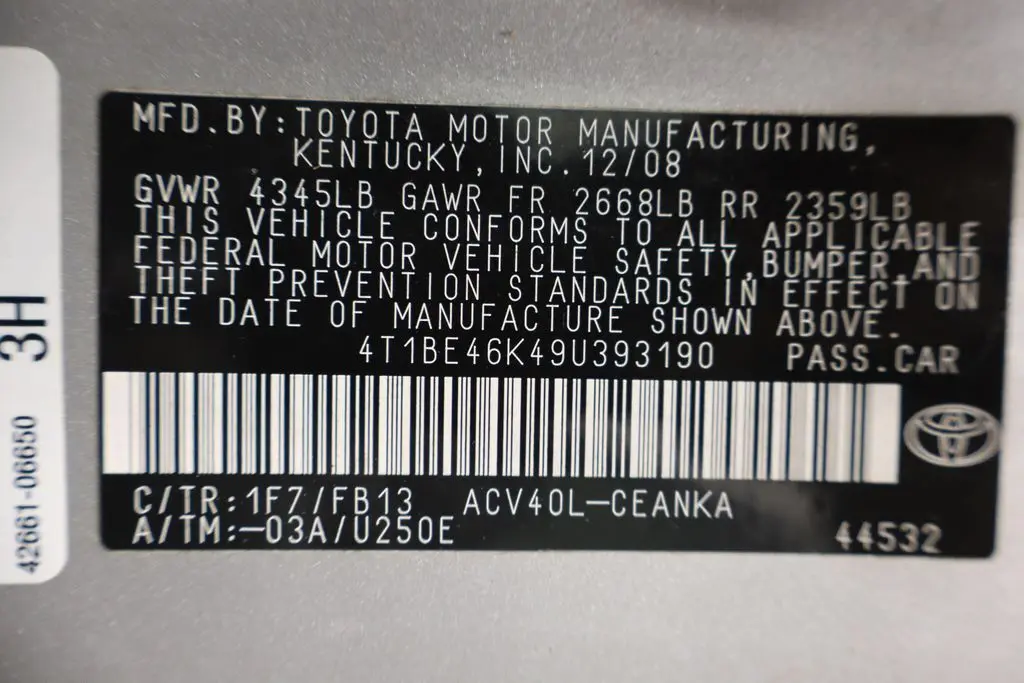 MFD.BY:TOYOTA MOTOR MANUFACTURING,
KENTUCKY,INC.12/08
GVWR 4345LB GAWR FR 2668LB RR 2359LB
THIS VEHICLE CONFORMS TO ALL APPLICABLE
FEDERAL MOTOR VEHICLE SAFETY,BUMPER,AND
THEFT PREVENTION STANDARDS IN EFFECT ON
THE DATE OF MANUFACTURE SHOWN ABOVE.
4T1BE46K49U393190 PASS.CAR
C/TR:1F7/FB13 ACV40L-CEANKA
A/TM:-03A/U250E
44532
3H
42661-06650